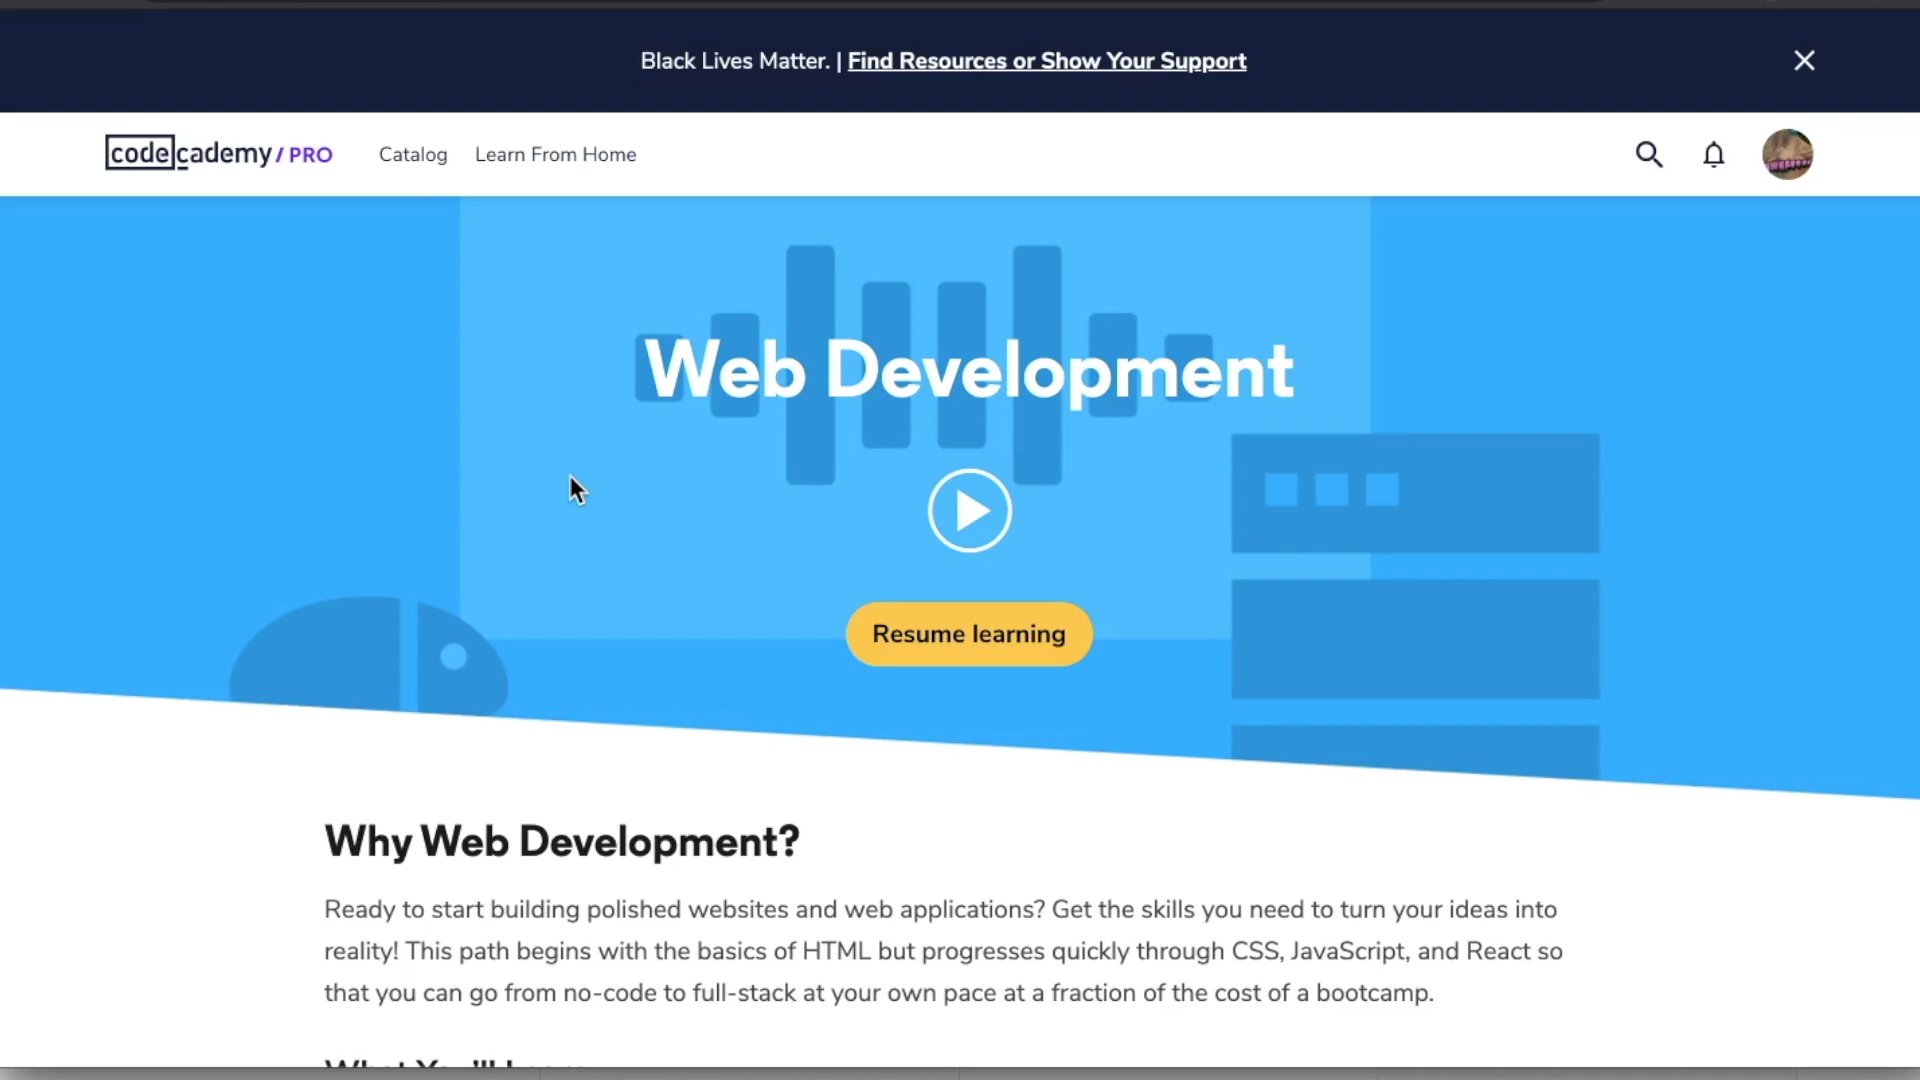 Black Lives Matter. | Find Resources or Show Your Support
codecademy / PRO Catalog Learn From Home
Web Development
Resume learning
Why Web Development?
Ready to start building polished websites and web applications? Get the skills you need to turn your ideas into
reality! This path begins with the basics of HTML but progresses quickly through CSS, JavaScript, and React so
that you can go from no-code to full-stack at your own pace at a fraction of the cost of a bootcamp.